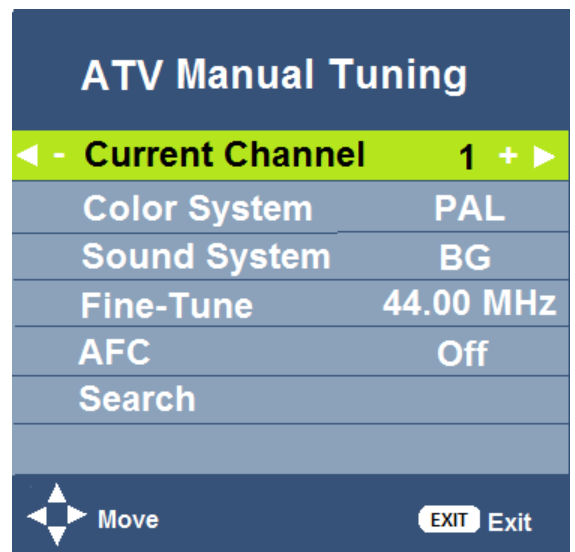 ATV Manual Tuning
- Current Channel 1 +
Color System PAL
Sound System BG
Fine-Tune 44.00 MHz
AFC Off
Search
Move EXIT Exit